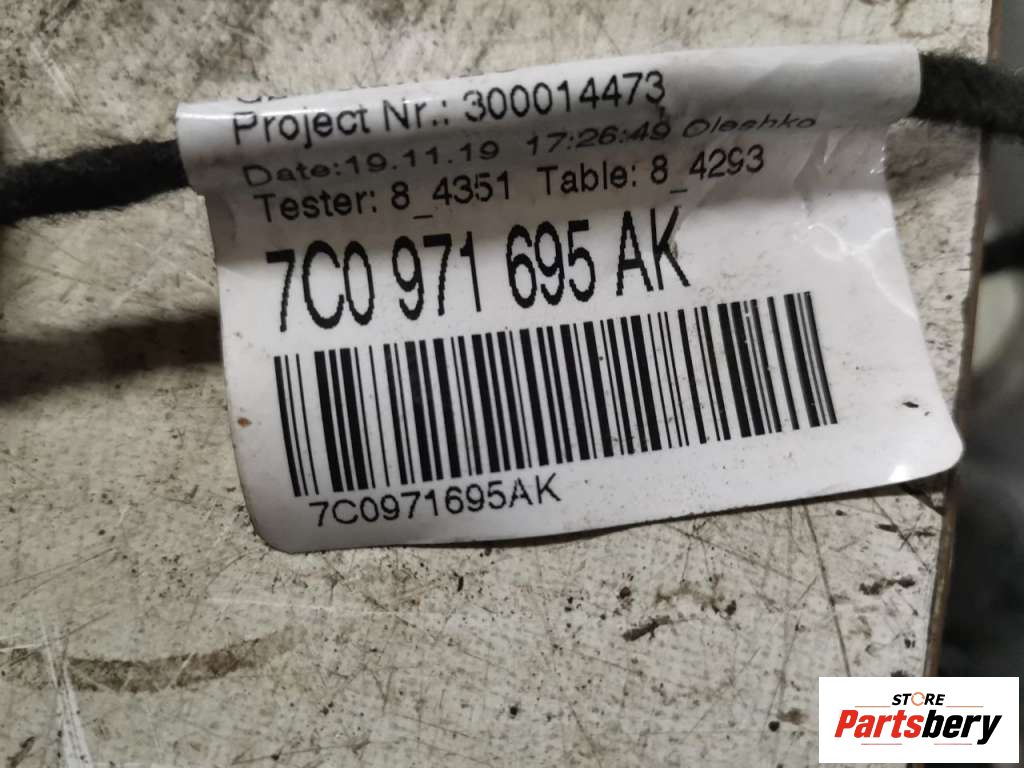 Project Nr.: 300014473
Date:19.11.19 17:26:49 Oleshko
Tester: 8_4351 Table: 8_4293
7C0 971 695 AK
7C0971695AK
STORE
Partsbery